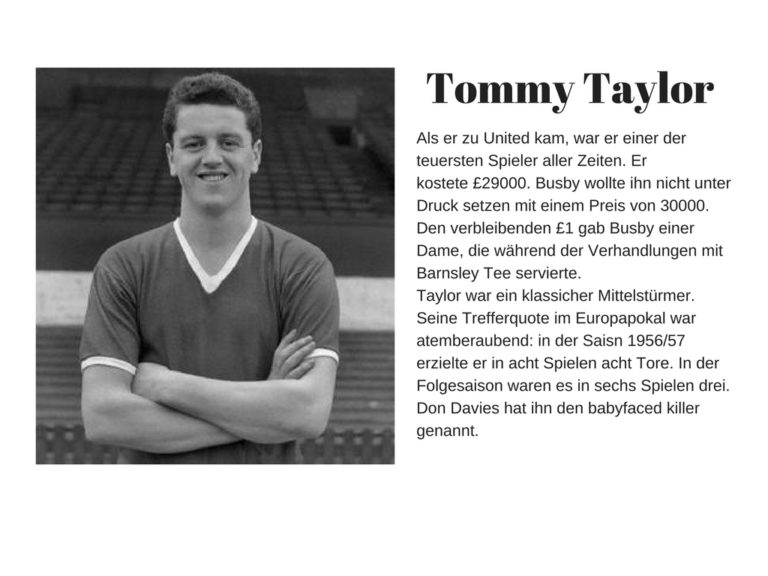 Tommy Taylor
Als er zu United kam, war er einer der
teuersten Spieler aller Zeiten. Er
kostete £29000. Busby wollte ihn nicht unter
Druck setzen mit einem Preis von 30000.
Den verbleibenden £1 gab Busby einer
Dame, die während der Verhandlungen mit
Barnsley Tee servierte.
Taylor war ein klassicher Mittelstürmer.
Seine Trefferquote im Europapokal war
atemberaubend: in der Saisn 1956/57
erzielte er in acht Spielen acht Tore. In der
Folgesaison waren es in sechs Spielen drei.
Don Davies hat ihn den babyfaced killer
genannt.